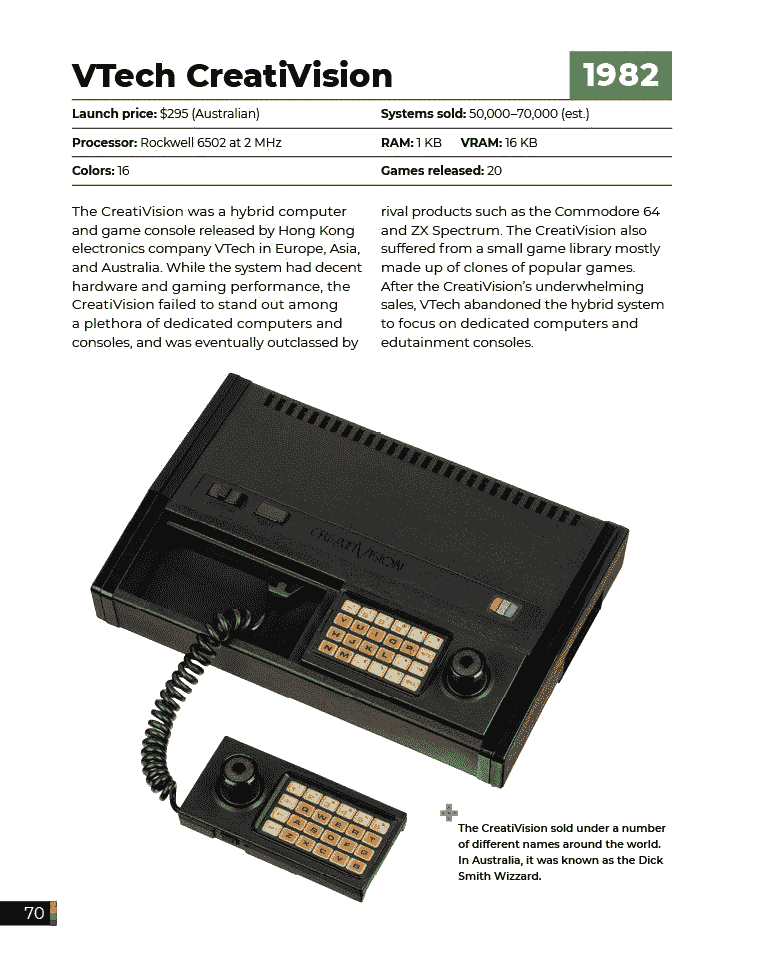 VTech CreatiVision
1982
Launch price: $295 (Australian)
Systems sold: 50,000–70,000 (est.)
Processor: Rockwell 6502 at 2 MHz
RAM: 1 KB VRAM: 16 KB
Colors: 16
Games released: 20
The CreatiVision was a hybrid computer
and game console released by Hong Kong
electronics company VTech in Europe, Asia,
and Australia. While the system had decent
hardware and gaming performance, the
CreatiVision failed to stand out among
a plethora of dedicated computers and
consoles, and was eventually outclassed by
rival products such as the Commodore 64
and ZX Spectrum. The CreatiVision also
suffered from a small game library mostly
made up of clones of popular games.
After the CreatiVision’s underwhelming
sales, VTech abandoned the hybrid system
to focus on dedicated computers and
edutainment consoles.
CREATIVISION
Y U I O P
H J K L
N M
Q W E R T
A S D F G
Z X C V B
The CreatiVision sold under a number
of different names around the world.
In Australia, it was known as the Dick
Smith Wizzard.
70